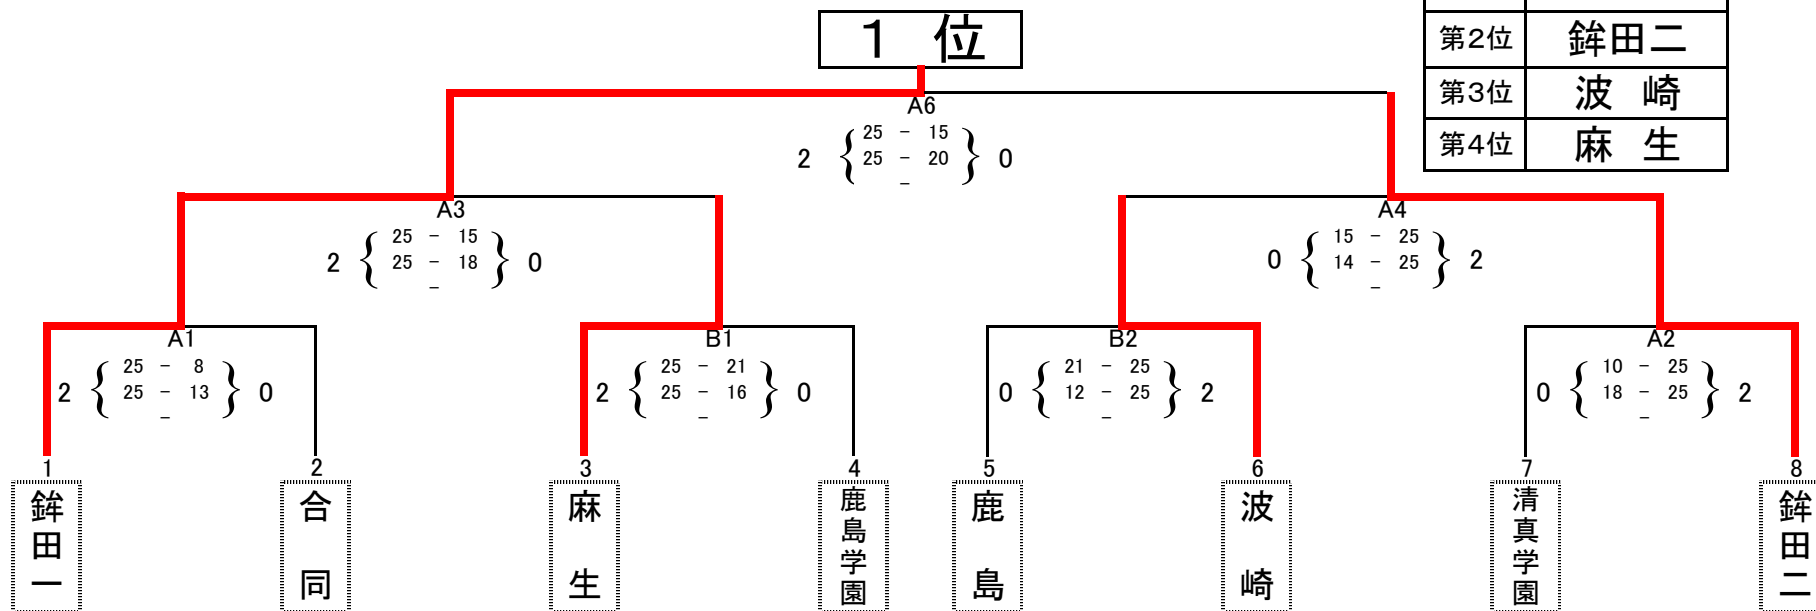 １　位
第2位 鉾田二
第3位 波　崎
第4位 麻　生
A6
25 - 15
2 { 25 - 20 } 0
-
A3
25 - 15
2 { 25 - 18 } 0
-
A4
15 - 25
0 { 14 - 25 } 2
-
A1
25 - 8
2 { 25 - 13 } 0
-
B1
25 - 21
2 { 25 - 16 } 0
-
B2
21 - 25
0 { 12 - 25 } 2
-
A2
10 - 25
0 { 18 - 25 } 2
-
1 2 3 4 5 6 7 8
鉾田一
合同
麻生
鹿島学園
鹿島
波崎
清真学園
鉾田二